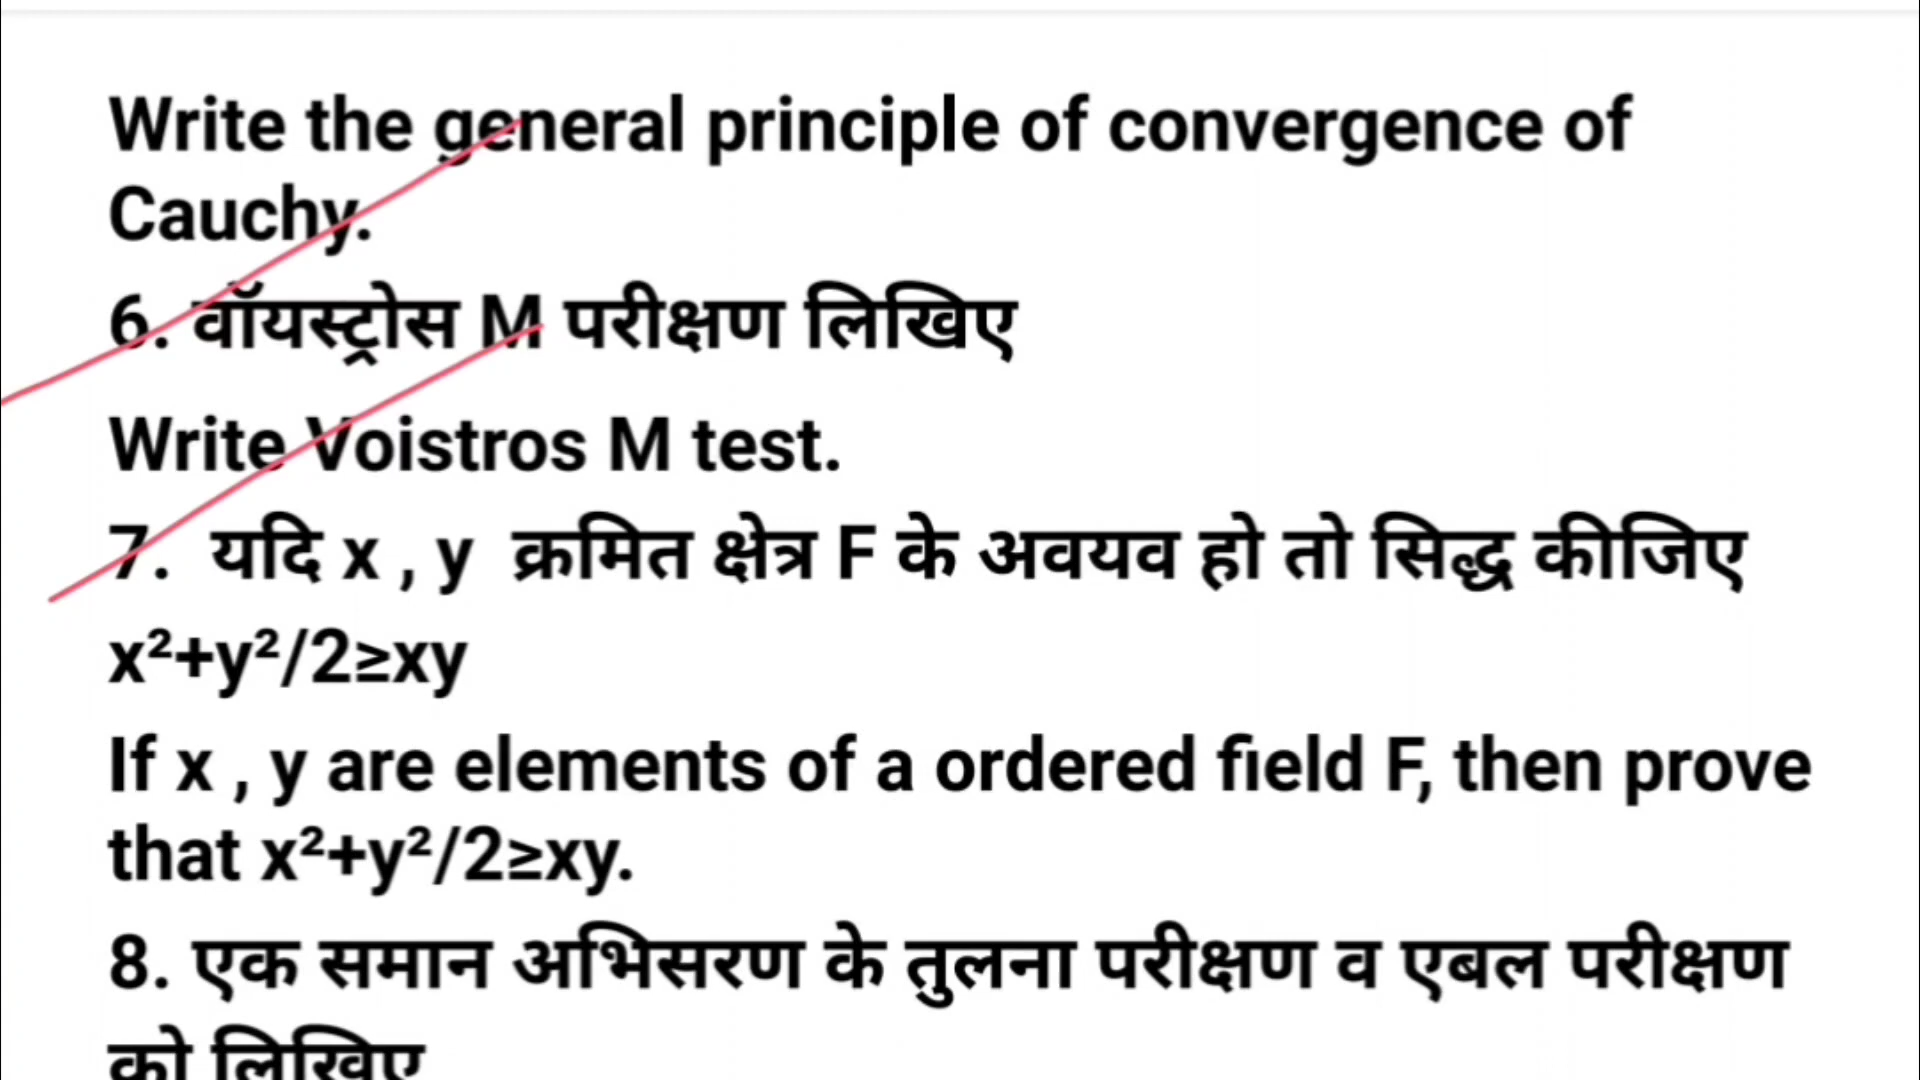 Write the general principle of convergence of
Cauchy.
6. वॉयस्ट्रोस M परीक्षण लिखिए
Write Voistros M test.
7. यदि x , y क्रमित क्षेत्र F के अवयव हो तो सिद्ध कीजिए
x²+y²/2≥xy
If x , y are elements of a ordered field F, then prove
that x²+y²/2≥xy.
8. एक समान अभिसरण के तुलना परीक्षण व एबल परीक्षण
को लिखिए